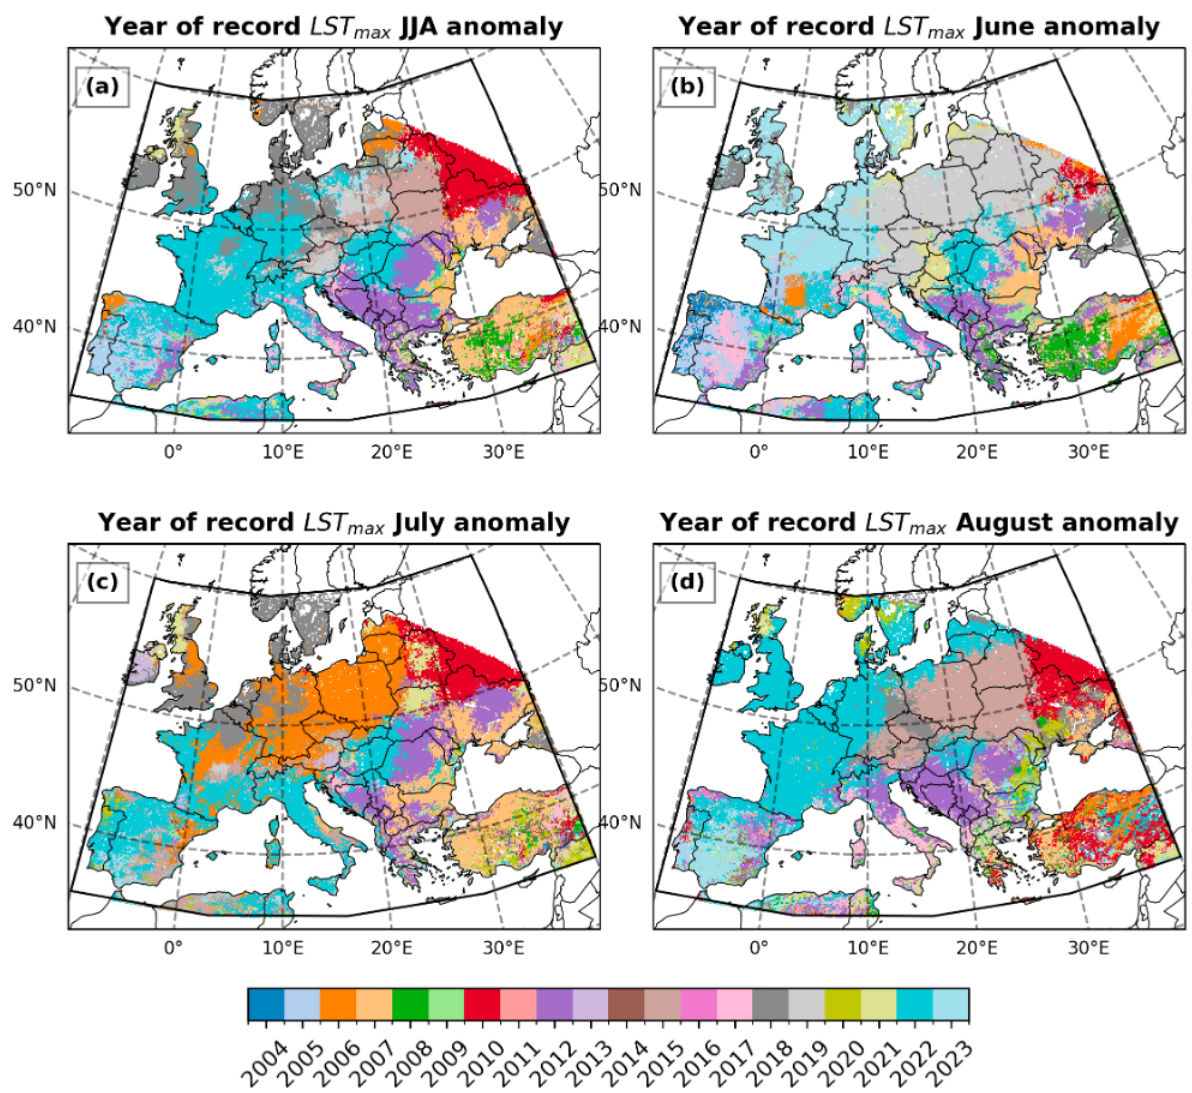 Year of record LSTmax JJA anomaly
Year of record LSTmax June anomaly
(a)
(b)
50°N
50°N
40°N
40°N
0° 10°E 20°E 30°E
0° 10°E 20°E 30°E
Year of record LSTmax July anomaly
Year of record LSTmax August anomaly
(c)
(d)
50°N
50°N
40°N
40°N
0° 10°E 20°E 30°E
0° 10°E 20°E 30°E
2004 2005 2006 2007 2008 2009 2010 2011 2012 2013 2014 2015 2016 2017 2018 2019 2020 2021 2022 2023